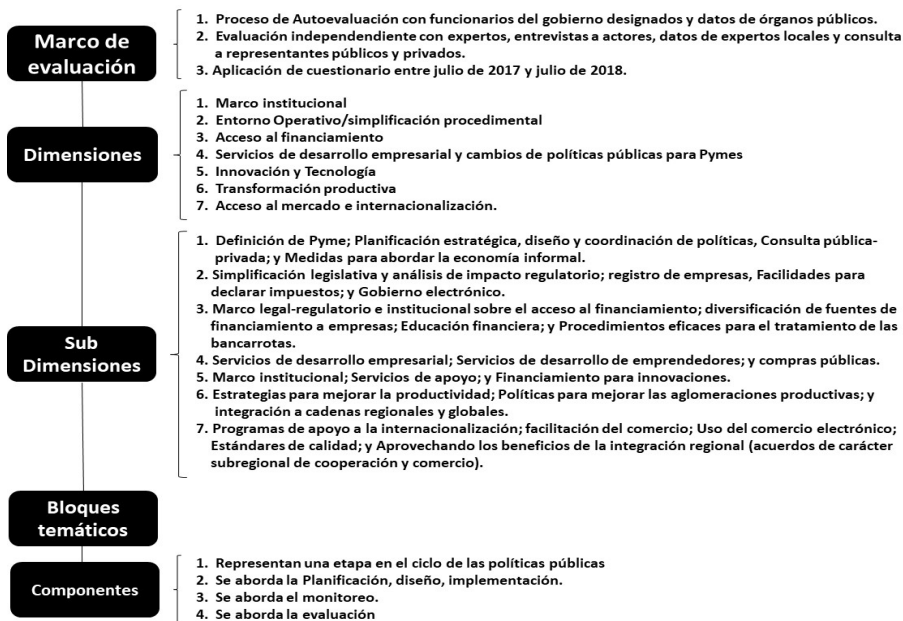 Marco de
evaluación
1. Proceso de Autoevaluación con funcionarios del gobierno designados y datos de órganos públicos.
2. Evaluación independendiente con expertos, entrevistas a actores, datos de expertos locales y consulta
a representantes públicos y privados.
3. Aplicación de cuestionario entre julio de 2017 y julio de 2018.
Dimensiones
1. Marco institucional
2. Entorno Operativo/simplificación procedimental
3. Acceso al financiamiento
4. Servicios de desarrollo empresarial y cambios de políticas públicas para Pymes
5. Innovación y Tecnología
6. Transformación productiva
7. Acceso al mercado e internacionalización.
Sub
Dimensiones
1. Definición de Pyme; Planificación estratégica, diseño y coordinación de políticas, Consulta pública-
privada; y Medidas para abordar la economía informal.
2. Simplificación legislativa y análisis de impacto regulatorio; registro de empresas, Facilidades para
declarar impuestos; y Gobierno electrónico.
3. Marco legal-regulatorio e institucional sobre el acceso al financiamiento; diversificación de fuentes de
financiamiento a empresas; Educación financiera; y Procedimientos eficaces para el tratamiento de las
bancarrotas.
4. Servicios de desarrollo empresarial; Servicios de desarrollo de emprendedores; y compras públicas.
5. Marco institucional; Servicios de apoyo; y Financiamiento para innovaciones.
6. Estrategias para mejorar la productividad; Políticas para mejorar las aglomeraciones productivas; y
integración a cadenas regionales y globales.
7. Programas de apoyo a la internacionalización; facilitación del comercio; Uso del comercio electrónico;
Estándares de calidad; y Aprovechando los beneficios de la integración regional (acuerdos de carácter
subregional de cooperación y comercio).
Bloques
temáticos
Componentes
1. Representan una etapa en el ciclo de las políticas públicas
2. Se aborda la Planificación, diseño, implementación.
3. Se aborda el monitoreo.
4. Se aborda la evaluación